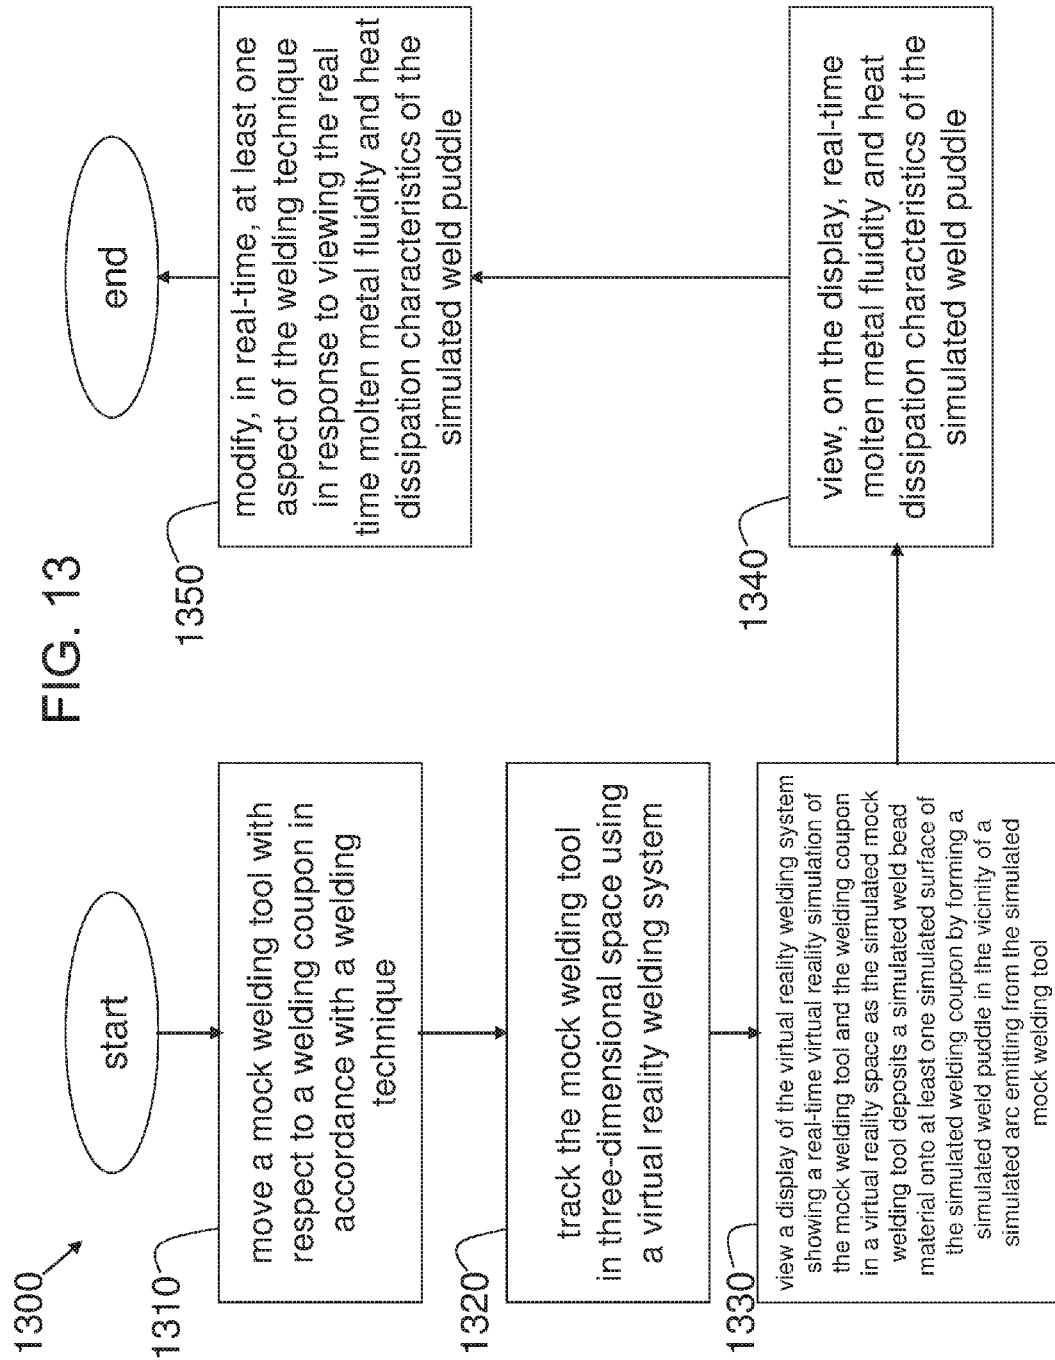 FIG. 13
1300
start
1310
move a mock welding tool with
respect to a welding coupon in
accordance with a welding
technique
1320
track the mock welding tool
in three-dimensional space using
a virtual reality welding system
1330
view a display of the virtual reality welding system
showing a real-time virtual reality simulation of
the mock welding tool and the welding coupon
in a virtual reality space as the simulated mock
welding tool deposits a simulated weld bead
material onto at least one simulated surface of
the simulated welding coupon by forming a
simulated weld puddle in the vicinity of a
simulated arc emitting from the simulated
mock welding tool
1340
view, on the display, real-time
molten metal fluidity and heat
dissipation characteristics of the
simulated weld puddle
1350
modify, in real-time, at least one
aspect of the welding technique
in response to viewing the real
time molten metal fluidity and heat
dissipation characteristics of the
simulated weld puddle
end